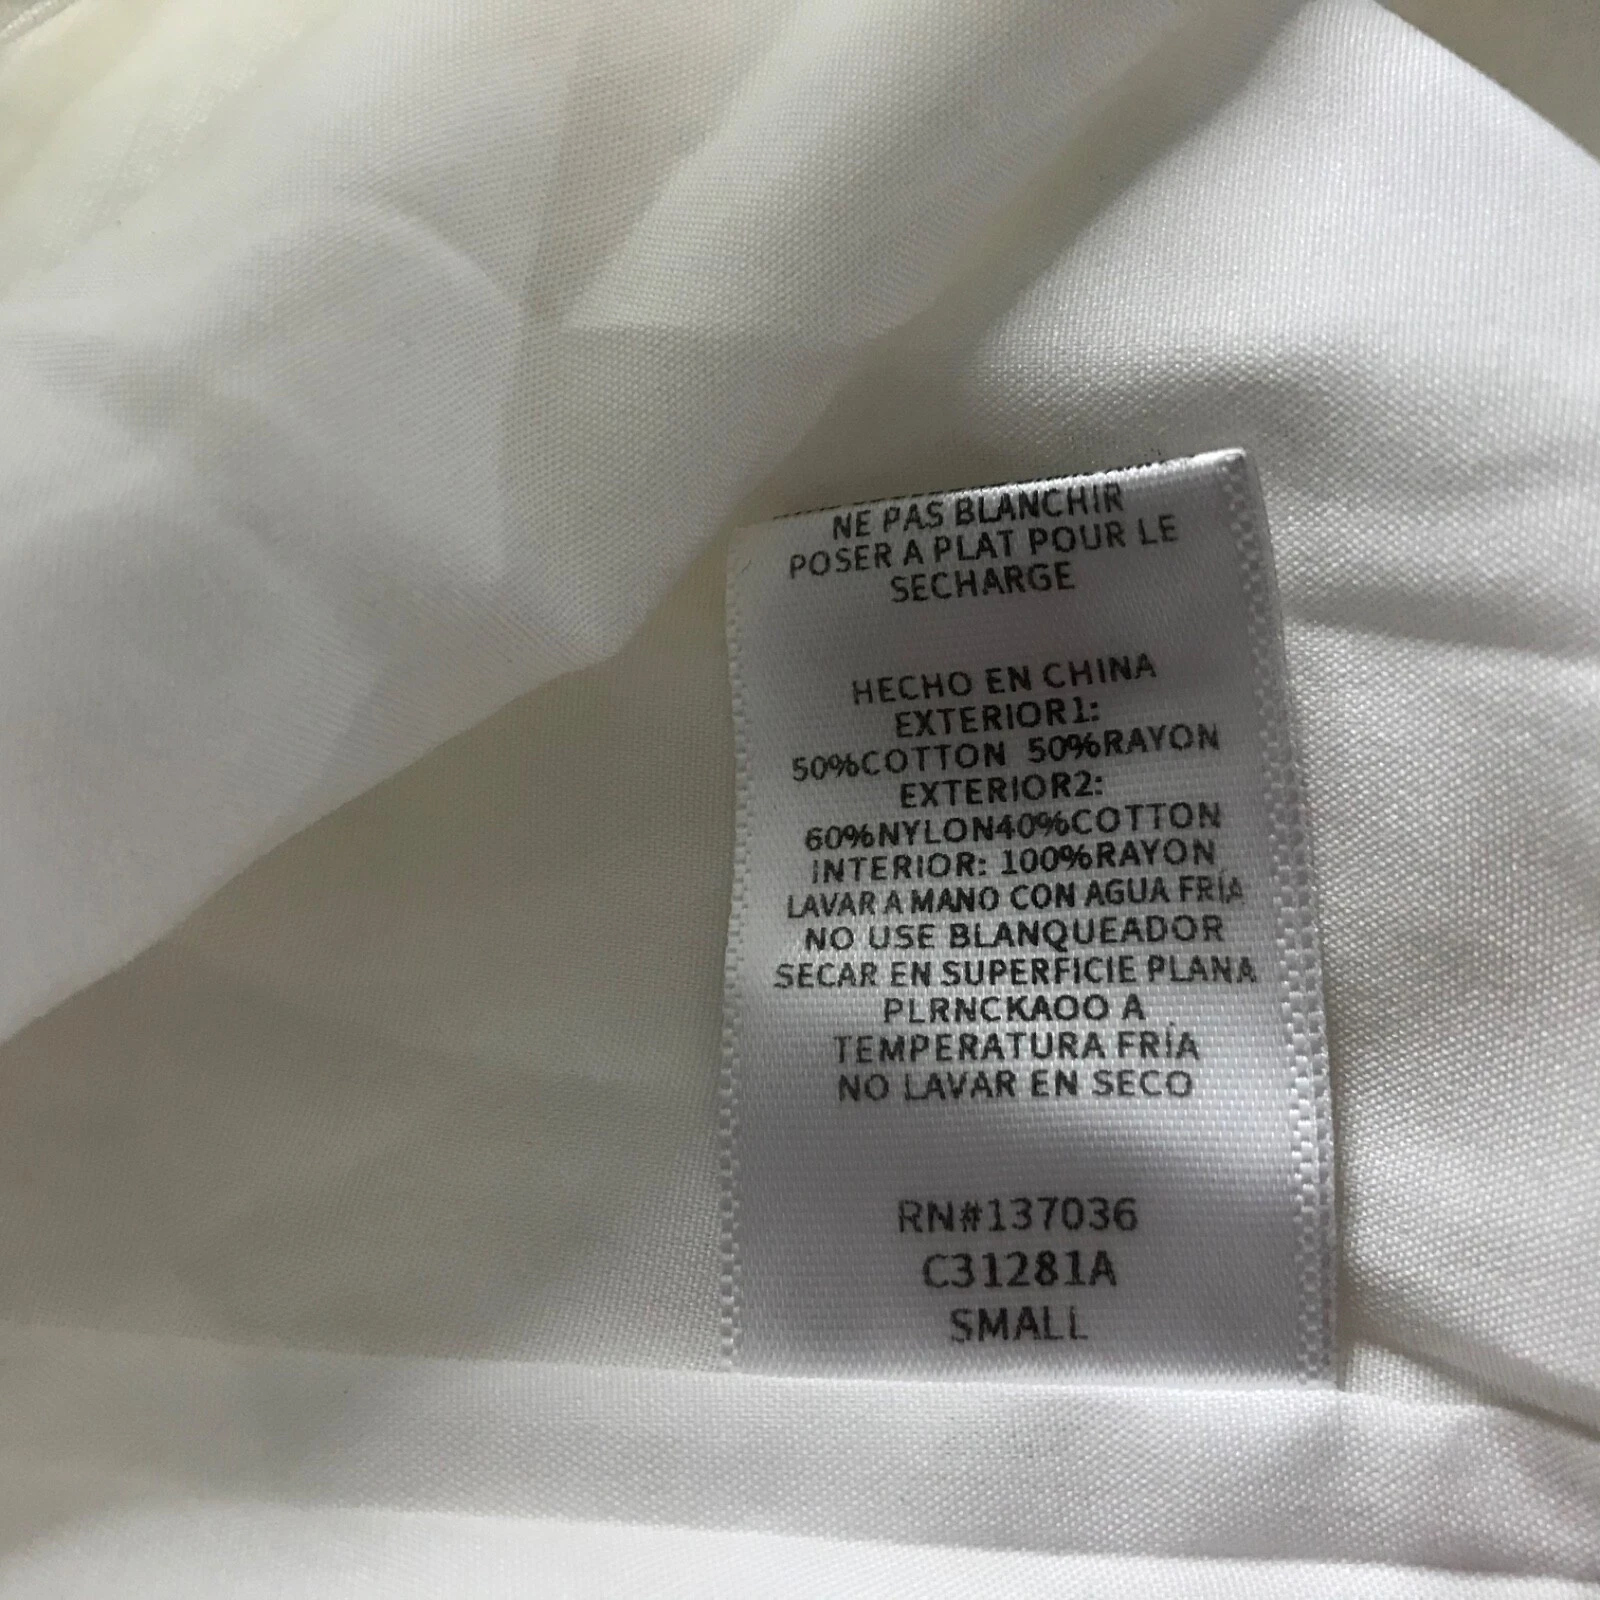 NE PAS BLANCHIR
POSER A PLAT POUR LE
SECHARGE
HECHO EN CHINA
EXTERIOR1:
50%COTTON 50%RAYON
EXTERIOR2:
60%NYLON40%COTTON
INTERIOR: 100%RAYON
LAVAR A MANO CON AGUA FRÍA
NO USE BLANQUEADOR
SECAR EN SUPERFICIE PLANA
PLRNCKAOO A
TEMPERATURA FRÍA
NO LAVAR EN SECO
RN#137036
C31281A
SMALL